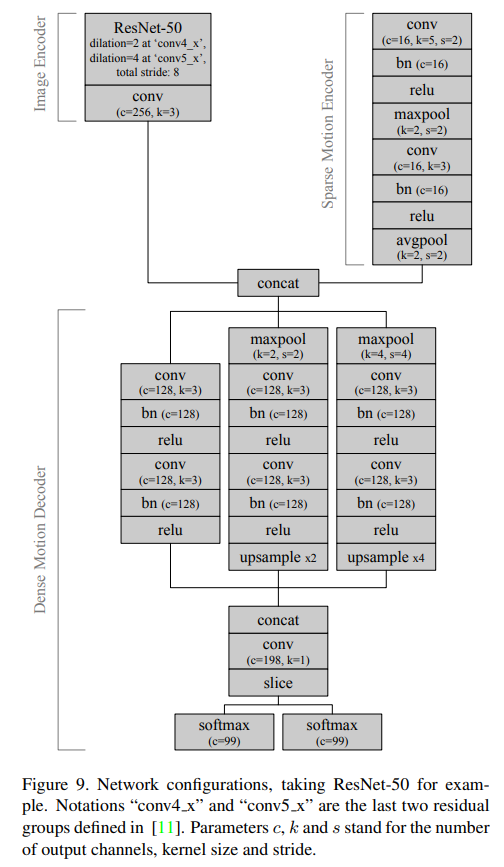 Image Encoder
ResNet-50
dilation=2 at ‘conv4_x’,
dilation=4 at ‘conv5_x’,
total stride: 8
conv
(c=256, k=3)
Sparse Motion Encoder
conv
(c=16, k=5, s=2)
bn (c=16)
relu
maxpool
(k=2, s=2)
conv
(c=16, k=3)
bn (c=16)
relu
avgpool
(k=2, s=2)
concat
Dense Motion Decoder
conv
(c=128, k=3)
bn (c=128)
relu
conv
(c=128, k=3)
bn (c=128)
relu
maxpool
(k=2, s=2)
conv
(c=128, k=3)
bn (c=128)
relu
conv
(c=128, k=3)
bn (c=128)
relu
upsample x2
maxpool
(k=4, s=4)
conv
(c=128, k=3)
bn (c=128)
relu
conv
(c=128, k=3)
bn (c=128)
relu
upsample x4
concat
conv
(c=198, k=1)
slice
softmax
(c=99)
softmax
(c=99)
Figure 9. Network configurations, taking ResNet-50 for exam-
ple. Notations “conv4_x” and “conv5_x” are the last two residual
groups defined in [11]. Parameters c, k and s stand for the number
of output channels, kernel size and stride.